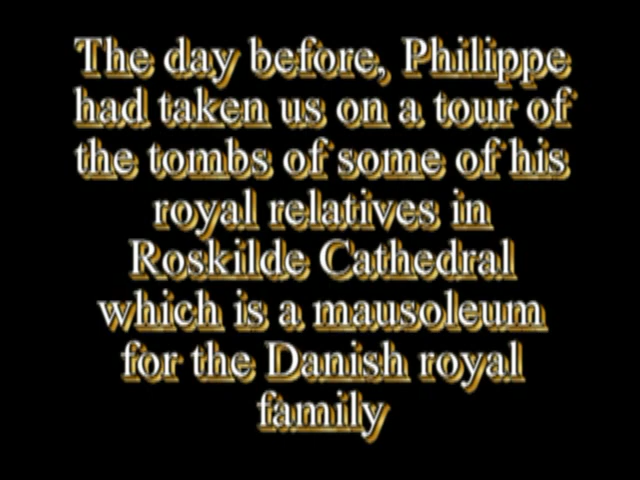 The day before, Philippe
had taken us on a tour of
the tombs of some of his
royal relatives in
Roskilde Cathedral
which is a mausoleum
for the Danish royal
family